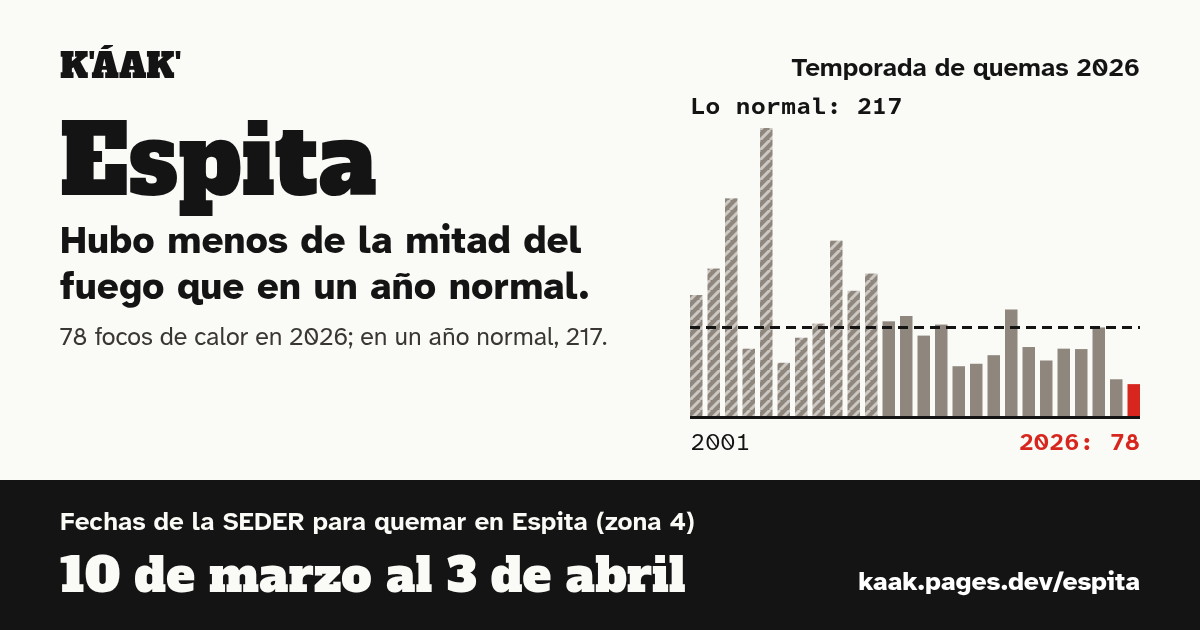 K'ÁAK'
Espita
Hubo menos de la mitad del
fuego que en un año normal.
78 focos de calor en 2026; en un año normal, 217.
Temporada de quemas 2026
Lo normal: 217
2001
2026: 78
Fechas de la SEDER para quemar en Espita (zona 4)
10 de marzo al 3 de abril
kaak.pages.dev/espita